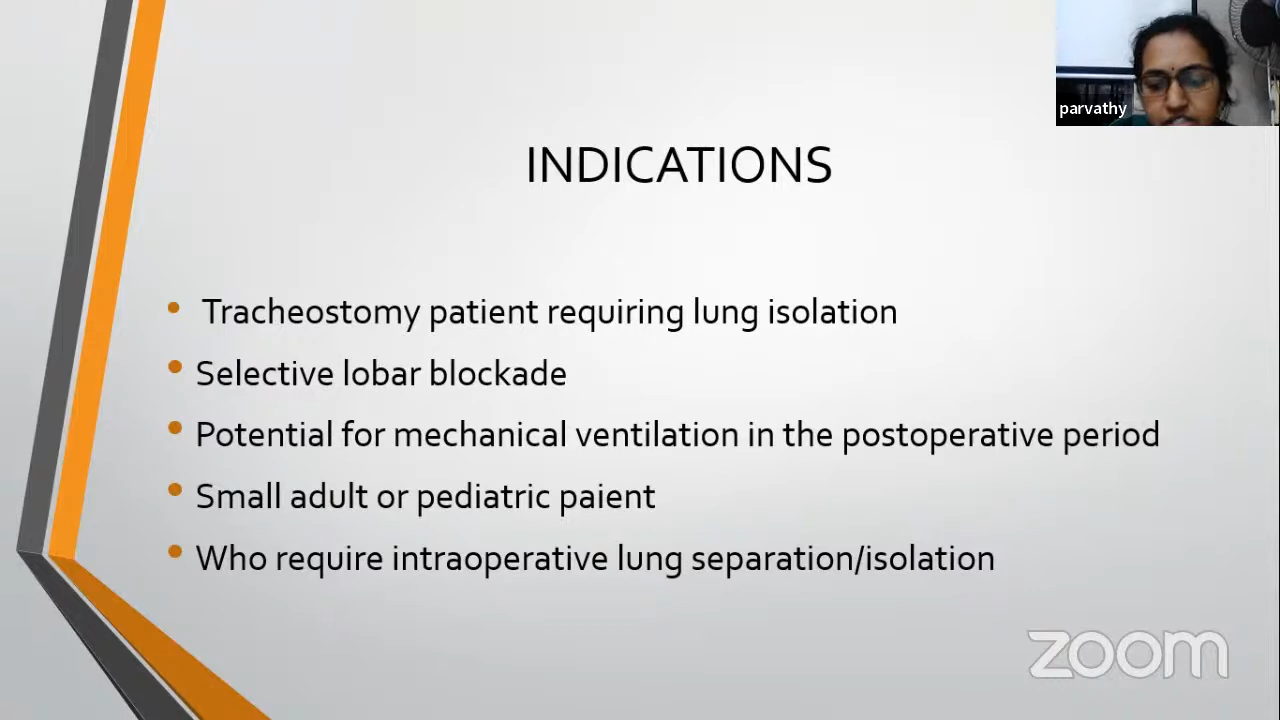 parvathy
INDICATIONS
• Tracheostomy patient requiring lung isolation
• Selective lobar blockade
• Potential for mechanical ventilation in the postoperative period
• Small adult or pediatric paient
• Who require intraoperative lung separation/isolation
zoom